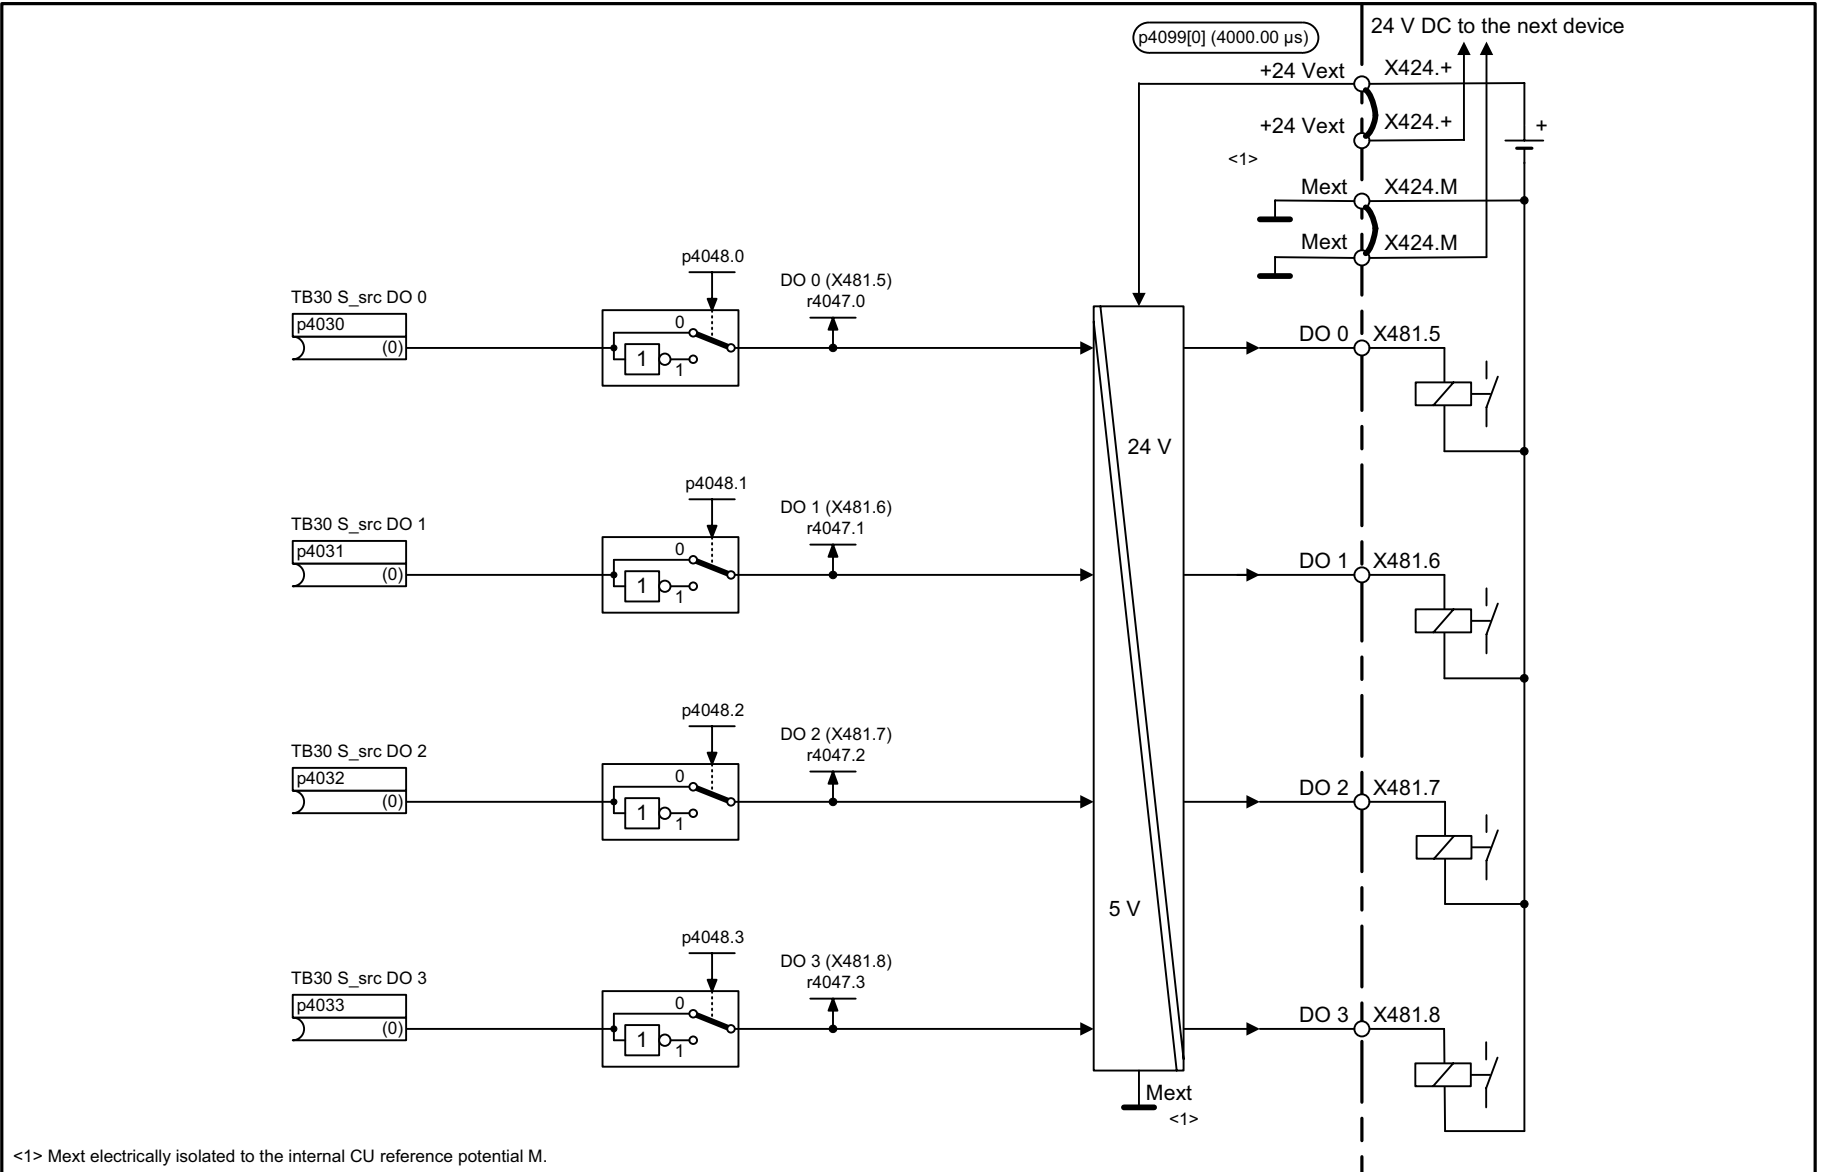 p4099[0] (4000.00 µs)
24 V DC to the next device
+24 Vext X424.+
+24 Vext X424.+
+
<1>
Mext X424.M
Mext X424.M
p4048.0
DO 0 (X481.5)
r4047.0
TB30 S_src DO 0
p4030
(0)
0
1
1
DO 0 X481.5
24 V
p4048.1
DO 1 (X481.6)
r4047.1
TB30 S_src DO 1
p4031
(0)
0
1
1
DO 1 X481.6
p4048.2
DO 2 (X481.7)
r4047.2
TB30 S_src DO 2
p4032
(0)
0
1
1
DO 2 X481.7
5 V
p4048.3
DO 3 (X481.8)
r4047.3
TB30 S_src DO 3
p4033
(0)
0
1
1
DO 3 X481.8
Mext
<1>
<1> Mext electrically isolated to the internal CU reference potential M.